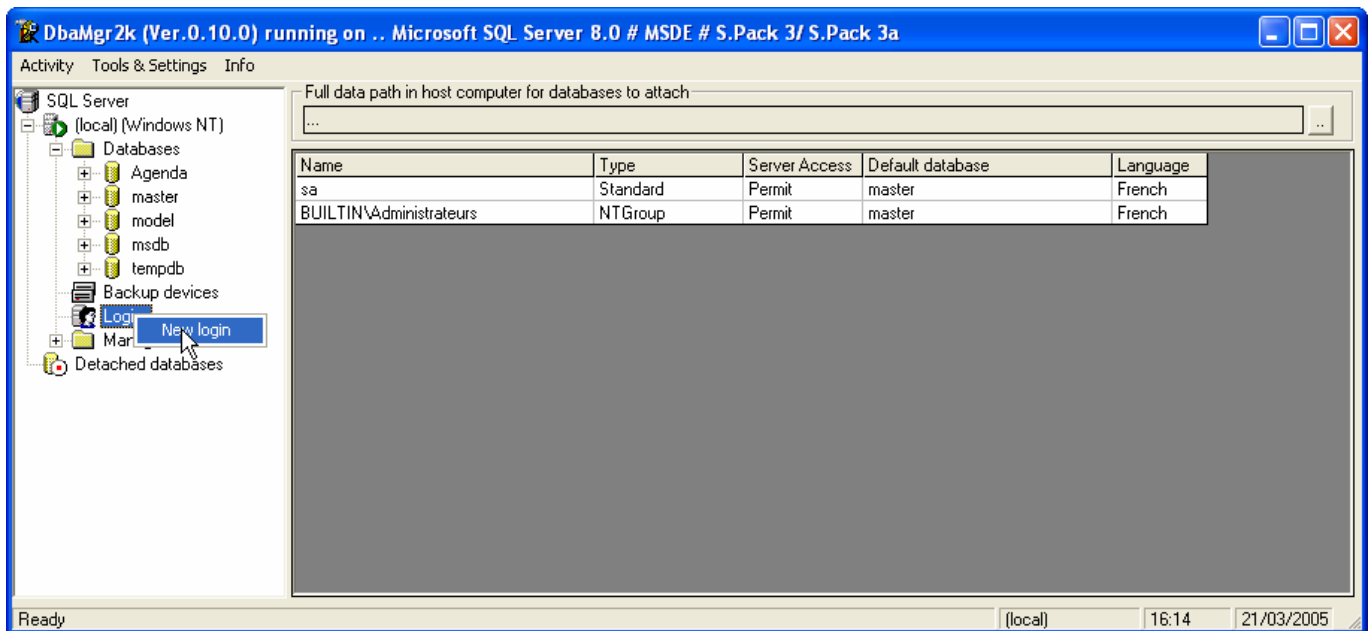 DbaMgr2k (Ver.0.10.0) running on .. Microsoft SQL Server 8.0 # MSDE # S.Pack 3/ S.Pack 3a
Activity Tools & Settings Info
SQL Server
(local) (Windows NT)
Databases
Agenda
master
model
msdb
tempdb
Backup devices
New login
Detached databases
Full data path in host computer for databases to attach
...
..
Name Type Server Access Default database Language
sa Standard Permit master French
BUILTIN\Administrateurs NTGroup Permit master French
Ready (local) 16:14 21/03/2005